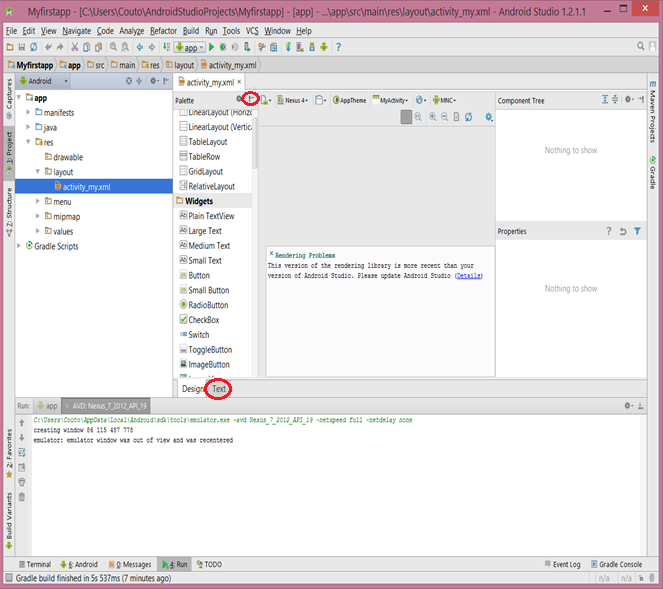 Myfirstapp - [C:\Users\Couto\AndroidStudioProjects\Myfirstapp] - [app] - ...\app\src\main\res\layout\activity_my.xml - Android Studio 1.2.1.1
File Edit View Navigate Code Analyze Refactor Build Run Tools VCS Window Help
app
Myfirstapp app src main res layout activity_my.xml
Captures
1: Project
7: Structure
2: Favorites
Build Variants
Android
app
manifests
java
res
drawable
layout
activity_my.xml
menu
mipmap
values
Gradle Scripts
activity_my.xml
Palette
LinearLayout (Horizo
LinearLayout (Vertica
TableLayout
TableRow
GridLayout
RelativeLayout
Widgets
Plain TextView
Large Text
Medium Text
Small Text
Button
Small Button
RadioButton
CheckBox
Switch
ToggleButton
ImageButton
Design Text
Nexus 4 AppTheme MyActivity MNC
Rendering Problems
This version of the rendering library is more recent than your
version of Android Studio. Please update Android Studio (Details)
Component Tree
Nothing to show
Properties
Nothing to show
Maven Projects
Gradle
Run: app AVD: Nexus_7_2012_API_19
C:\Users\Couto\AppData\Local\Android\sdk\tools\emulator.exe -avd Nexus_7_2012_API_19 -netspeed full -netdelay none
creating window 86 115 487 778
emulator: emulator window was out of view and was recentered
Terminal 6: Android 0: Messages 4: Run TODO Event Log Gradle Console
Gradle build finished in 5s 537ms (7 minutes ago) n/a n/a